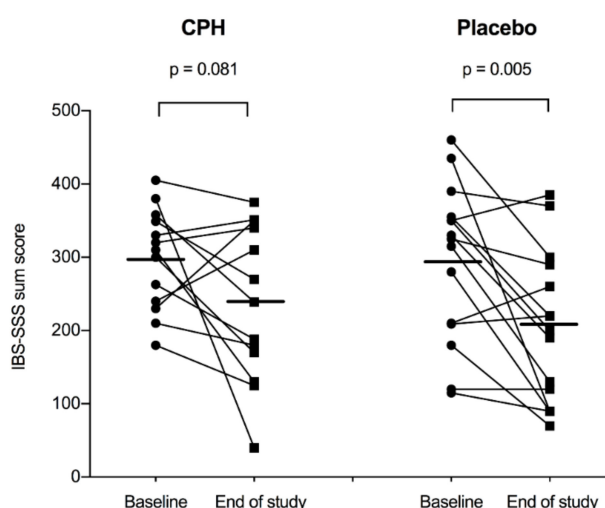 CPH Placebo
p = 0.081 p = 0.005
500
400
300
200
100
0
IBS-SSS sum score
Baseline End of study Baseline End of study